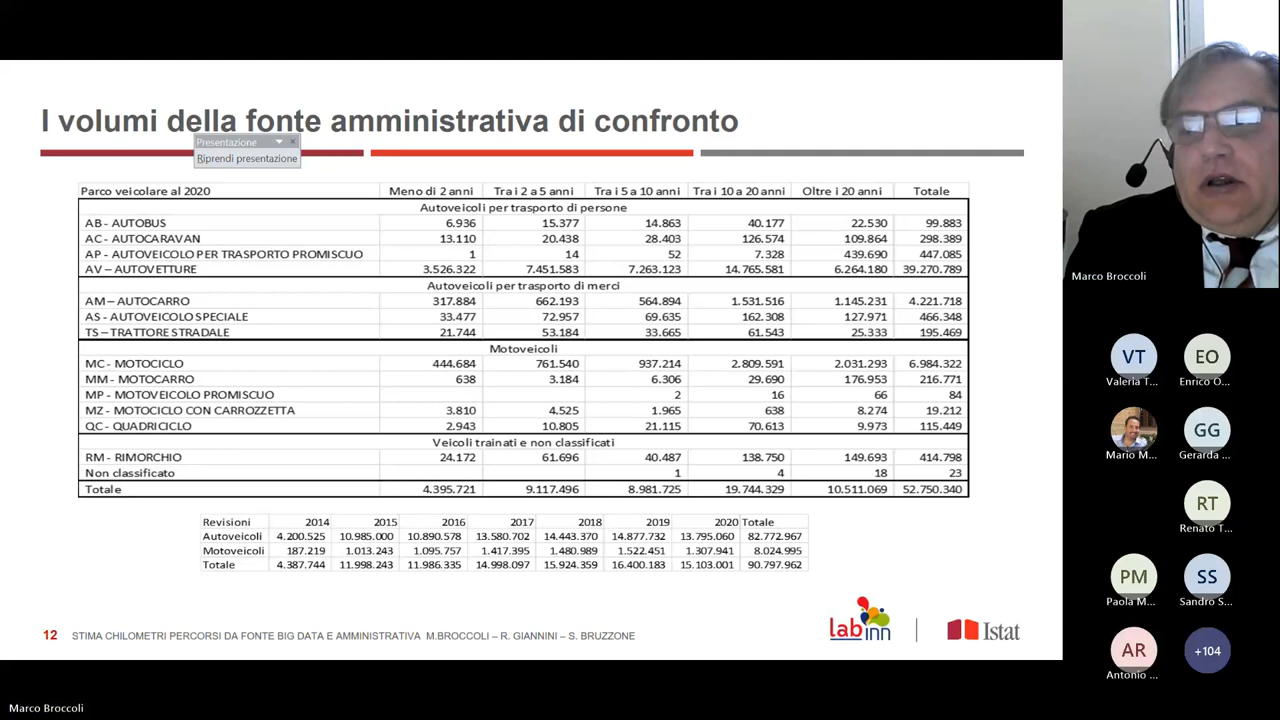 I volumi della fonte amministrativa di confronto
Presentazione
Riprendi presentazione
Parco veicolare al 2020 Meno di 2 anni Tra i 2 a 5 anni Tra i 5 a 10 anni Tra i 10 a 20 anni Oltre i 20 anni Totale
Autoveicoli per trasporto di persone
AB - AUTOBUS 6.936 15.377 14.863 40.177 22.530 99.883
AC - AUTOCARAVAN 13.110 20.438 28.403 126.574 109.864 298.389
AP - AUTOVEICOLO PER TRASPORTO PROMISCUO 1 14 52 7.328 439.690 447.085
AV – AUTOVETTURE 3.526.322 7.451.583 7.263.123 14.765.581 6.264.180 39.270.789
Autoveicoli per trasporto di merci
AM – AUTOCARRO 317.884 662.193 564.894 1.531.516 1.145.231 4.221.718
AS - AUTOVEICOLO SPECIALE 33.477 72.957 69.635 162.308 127.971 466.348
TS – TRATTORE STRADALE 21.744 53.184 33.665 61.543 25.333 195.469
Motoveicoli
MC - MOTOCICLO 444.684 761.540 937.214 2.809.591 2.031.293 6.984.322
MM - MOTOCARRO 638 3.184 6.306 29.690 176.953 216.771
MP - MOTOVEICOLO PROMISCUO 2 16 66 84
MZ - MOTOCICLO CON CARROZZETTA 3.810 4.525 1.965 638 8.274 19.212
QC - QUADRICICLO 2.943 10.805 21.115 70.613 9.973 115.449
Veicoli trainati e non classificati
RM - RIMORCHIO 24.172 61.696 40.487 138.750 149.693 414.798
Non classificato 1 4 18 23
Totale 4.395.721 9.117.496 8.981.725 19.744.329 10.511.069 52.750.340
Revisioni 2014 2015 2016 2017 2018 2019 2020 Totale
Autoveicoli 4.200.525 10.985.000 10.890.578 13.580.702 14.443.370 14.877.732 13.795.060 82.772.967
Motoveicoli 187.219 1.013.243 1.095.757 1.417.395 1.480.989 1.522.451 1.307.941 8.024.995
Totale 4.387.744 11.998.243 11.986.335 14.998.097 15.924.359 16.400.183 15.103.001 90.797.962
12 STIMA CHILOMETRI PERCORSI DA FONTE BIG DATA E AMMINISTRATIVA M.BROCCOLI – R. GIANNINI – S. BRUZZONE
lab inn
Istat
Marco Broccoli
VT EO
Valeria T... Enrico O...
GG
Mario M... Gerarda ...
RT
Renato T...
PM SS
Paola M... Sandro S...
AR +104
Antonio ...
Marco Broccoli